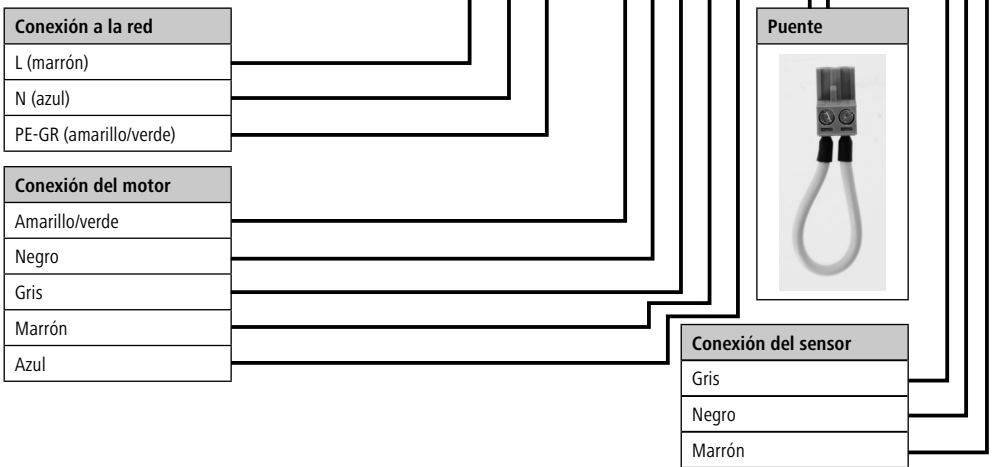 Conexión a la red
L (marrón)
N (azul)
PE-GR (amarillo/verde)
Conexión del motor
Amarillo/verde
Negro
Gris
Marrón
Azul
Puente
Conexión del sensor
Gris
Negro
Marrón